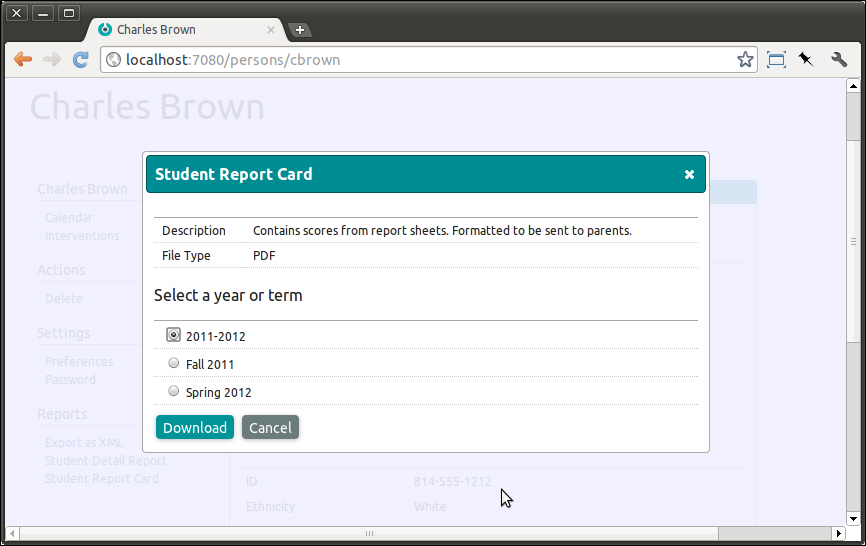 Charles Brown
localhost:7080/persons/cbrown
Charles Brown
Charles Brown
Calendar
Interventions
Actions
Delete
Settings
Preferences
Password
Reports
Export as XML
Student Detail Report
Student Report Card
Student Report Card
Description Contains scores from report sheets. Formatted to be sent to parents.
File Type PDF
Select a year or term
2011-2012
Fall 2011
Spring 2012
Download Cancel
ID 814-555-1212
Ethnicity White